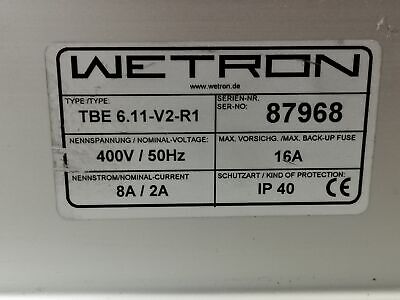 WETRON
www.wetron.de
TYPE /TYPE:
TBE 6.11-V2-R1
SERIEN-NR.
SER-NO:
87968
NENNSPANNUNG / NOMINAL-VOLTAGE:
400V / 50Hz
MAX. VORSICHG. /MAX. BACK-UP FUSE
16A
NENNSTROM/NOMINAL-CURRENT
8A / 2A
SCHUTZART / KIND OF PROTECTION:
IP 40 CE